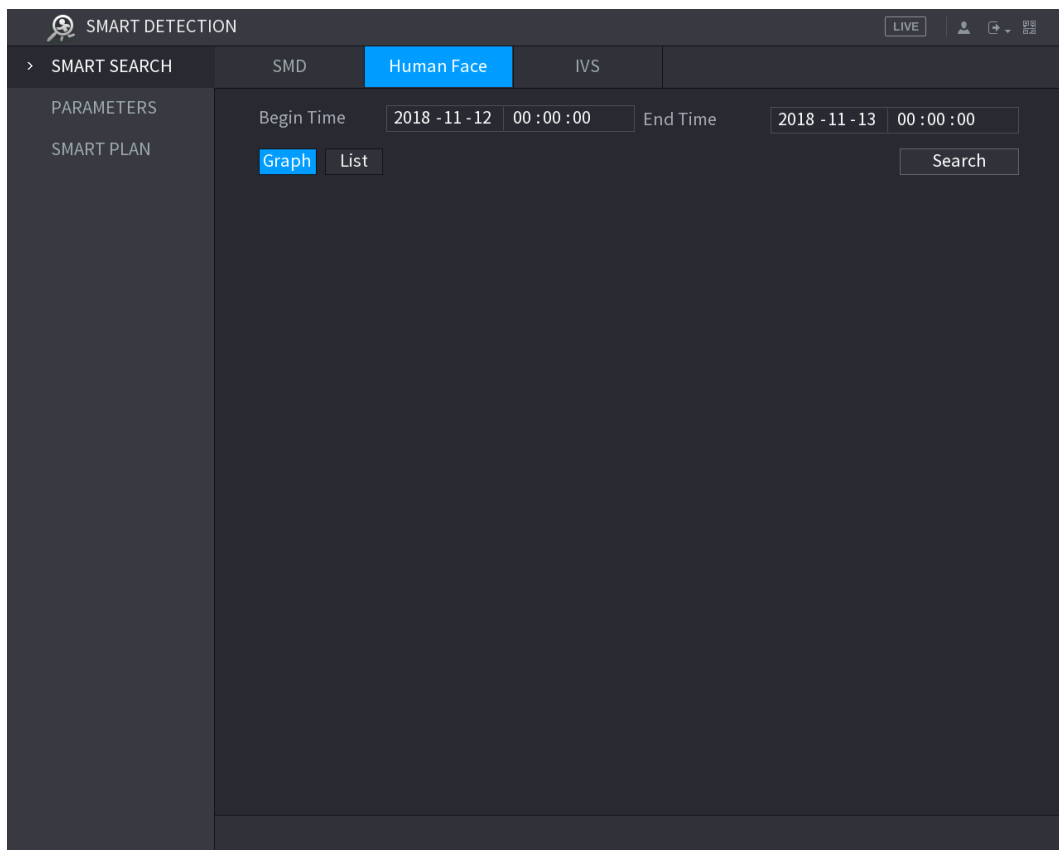 SMART DETECTION LIVE
SMART SEARCH SMD Human Face IVS
PARAMETERS Begin Time 2018 -11 -12 00 :00 :00 End Time 2018 -11 -13 00 :00 :00
SMART PLAN Graph List Search